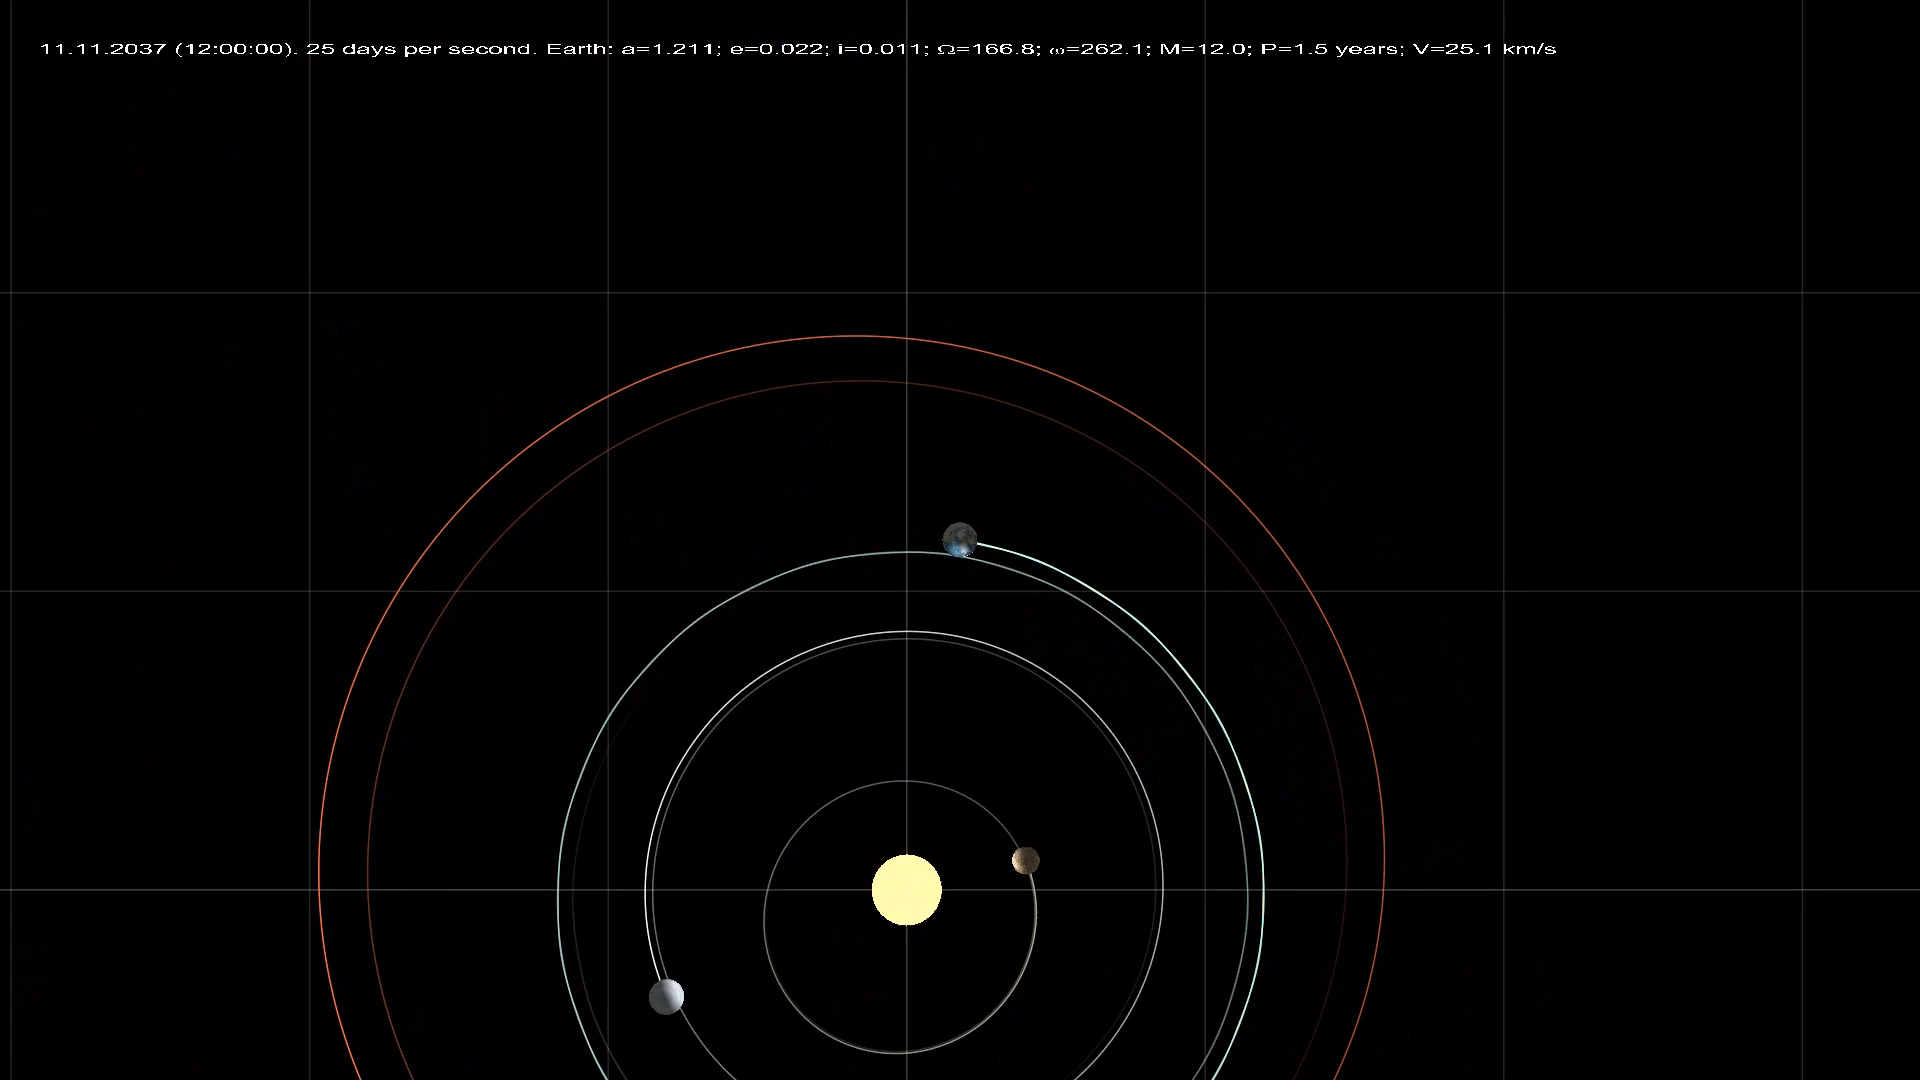 11.11.2037 (12:00:00). 25 days per second. Earth: a=1.211; e=0.022; i=0.011; Ω=166.8; ω=262.1; M=12.0; P=1.5 years; V=25.1 km/s